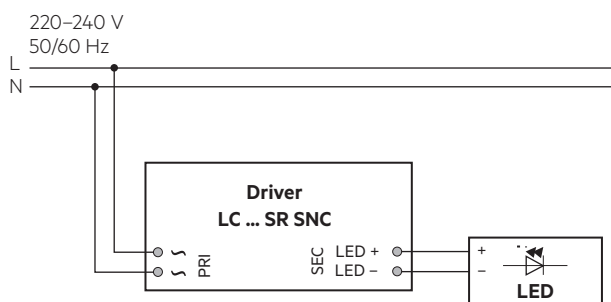 220–240 V
50/60 Hz
L
N
Driver
LC ... SR SNC
~ PRI SEC LED + +
~ LED – –
LED